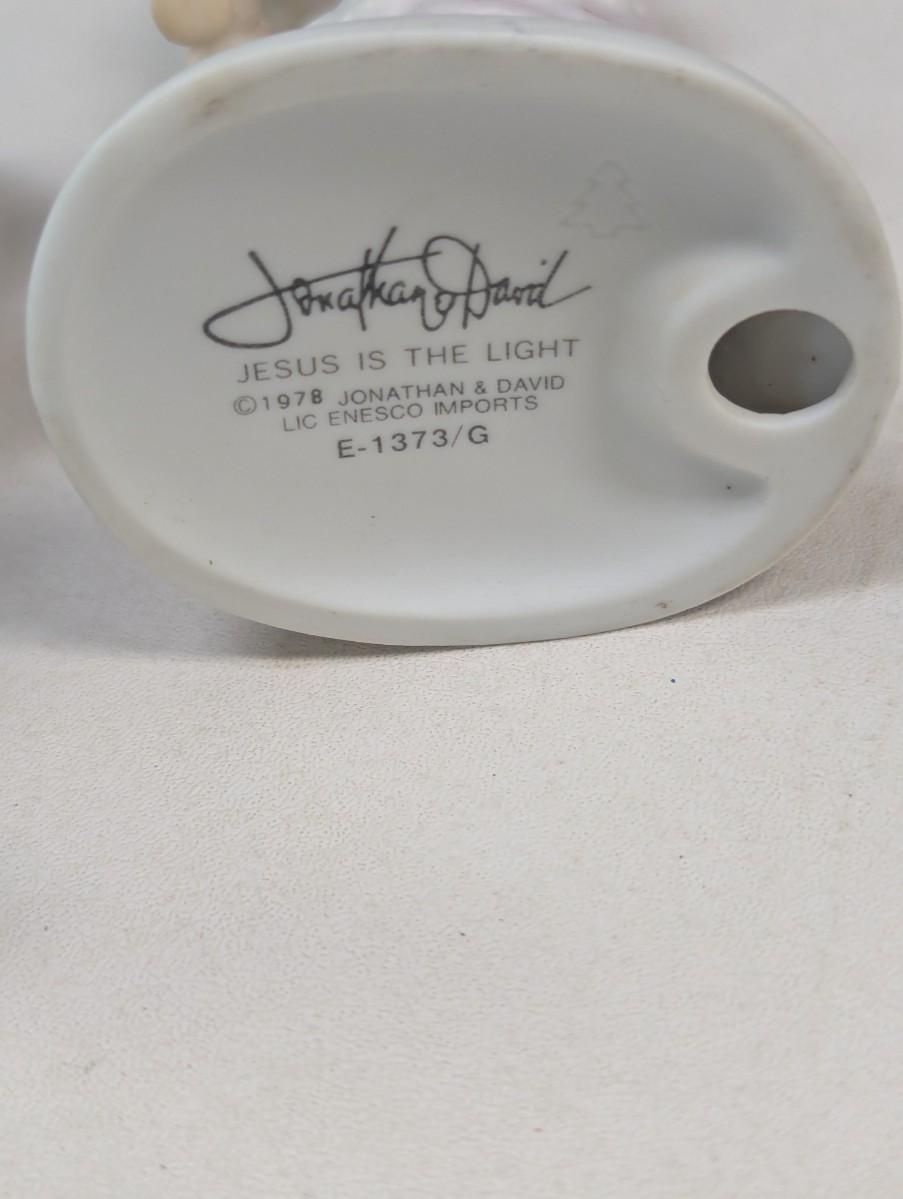 Jonathan & David
JESUS IS THE LIGHT
©1978 JONATHAN & DAVID
LIC ENESCO IMPORTS
E-1373/G